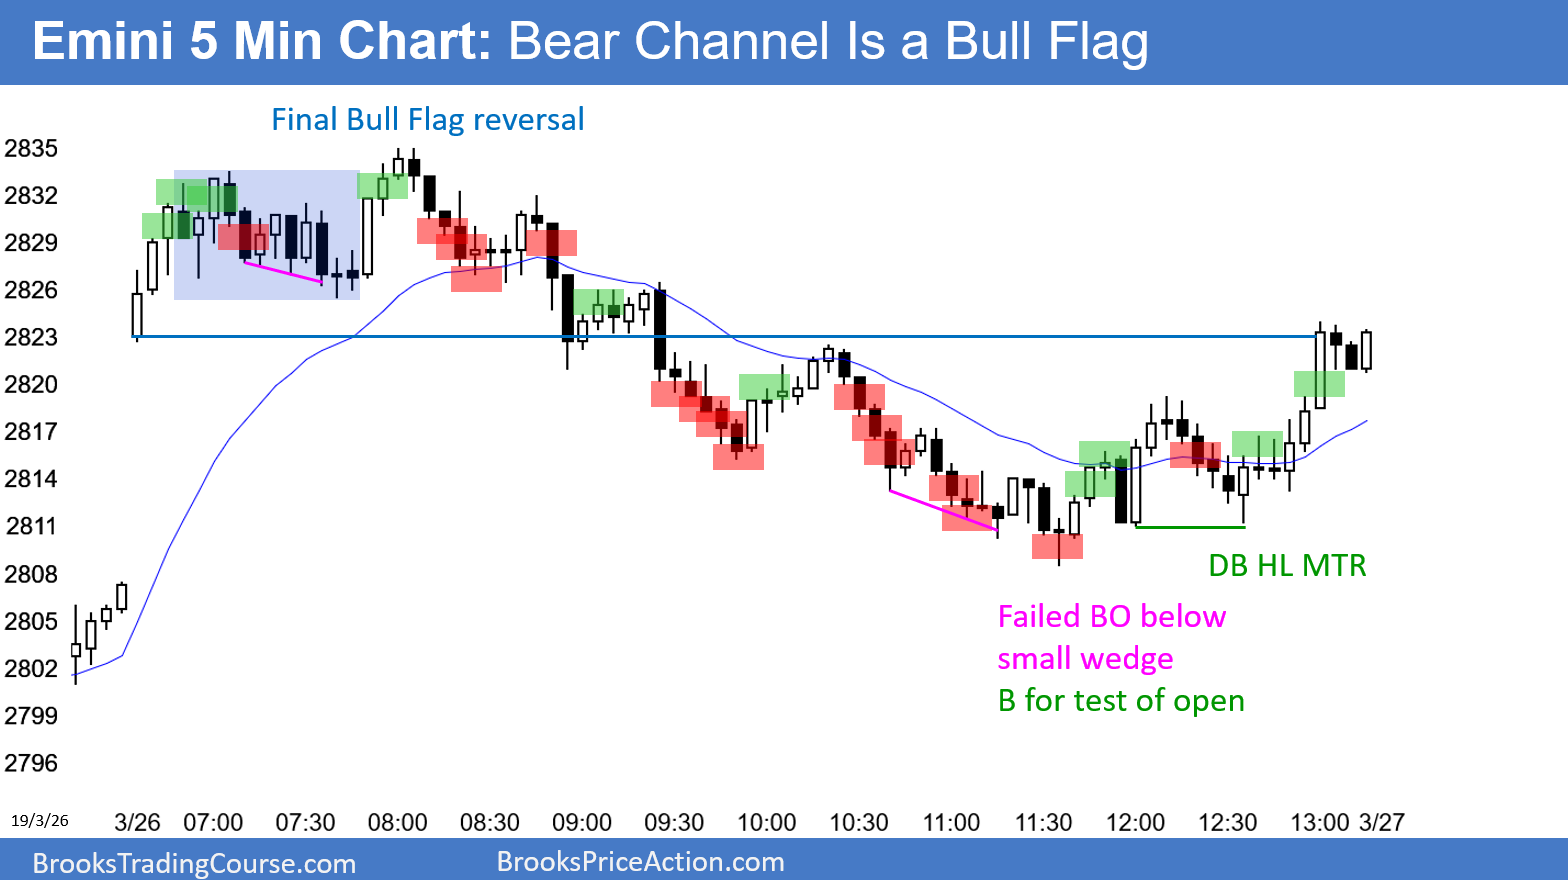 Emini 5 Min Chart: Bear Channel Is a Bull Flag
Final Bull Flag reversal
2835
2832
2829
2826
2823
2820
2817
2814
2811
2808
2805
2802
2799
2796
DB HL MTR
Failed BO below
small wedge
B for test of open
19/3/26 3/26 07:00 07:30 08:00 08:30 09:00 09:30 10:00 10:30 11:00 11:30 12:00 12:30 13:00 3/27
BrooksTradingCourse.com BrooksPriceAction.com